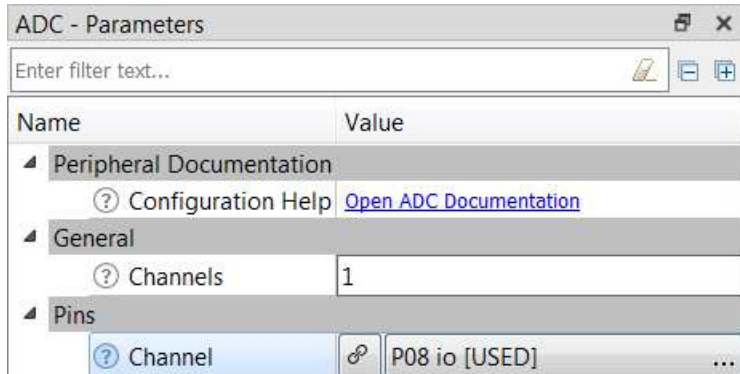 ADC - Parameters
Enter filter text...
Name Value
Peripheral Documentation
Configuration Help Open ADC Documentation
General
Channels 1
Pins
Channel P08 io [USED] ...